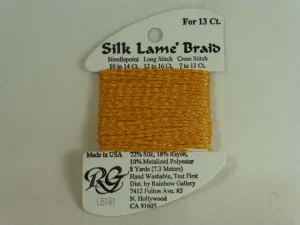 For 13 Ct.
Silk Lamé Braid
Needlepoint Long Stitch Cross Stitch
10 to 14 Ct. 12 to 16 Ct. 7 to 11 Ct.
Made in USA
72% Silk, 18% Rayon,
10% Metalized Polyester
8 Yards (7.3 Meters)
Hand Washable, Test First
Dist. by Rainbow Gallery
7412 Fulton Ave. #5
N. Hollywood
CA 91605
RG
LB191